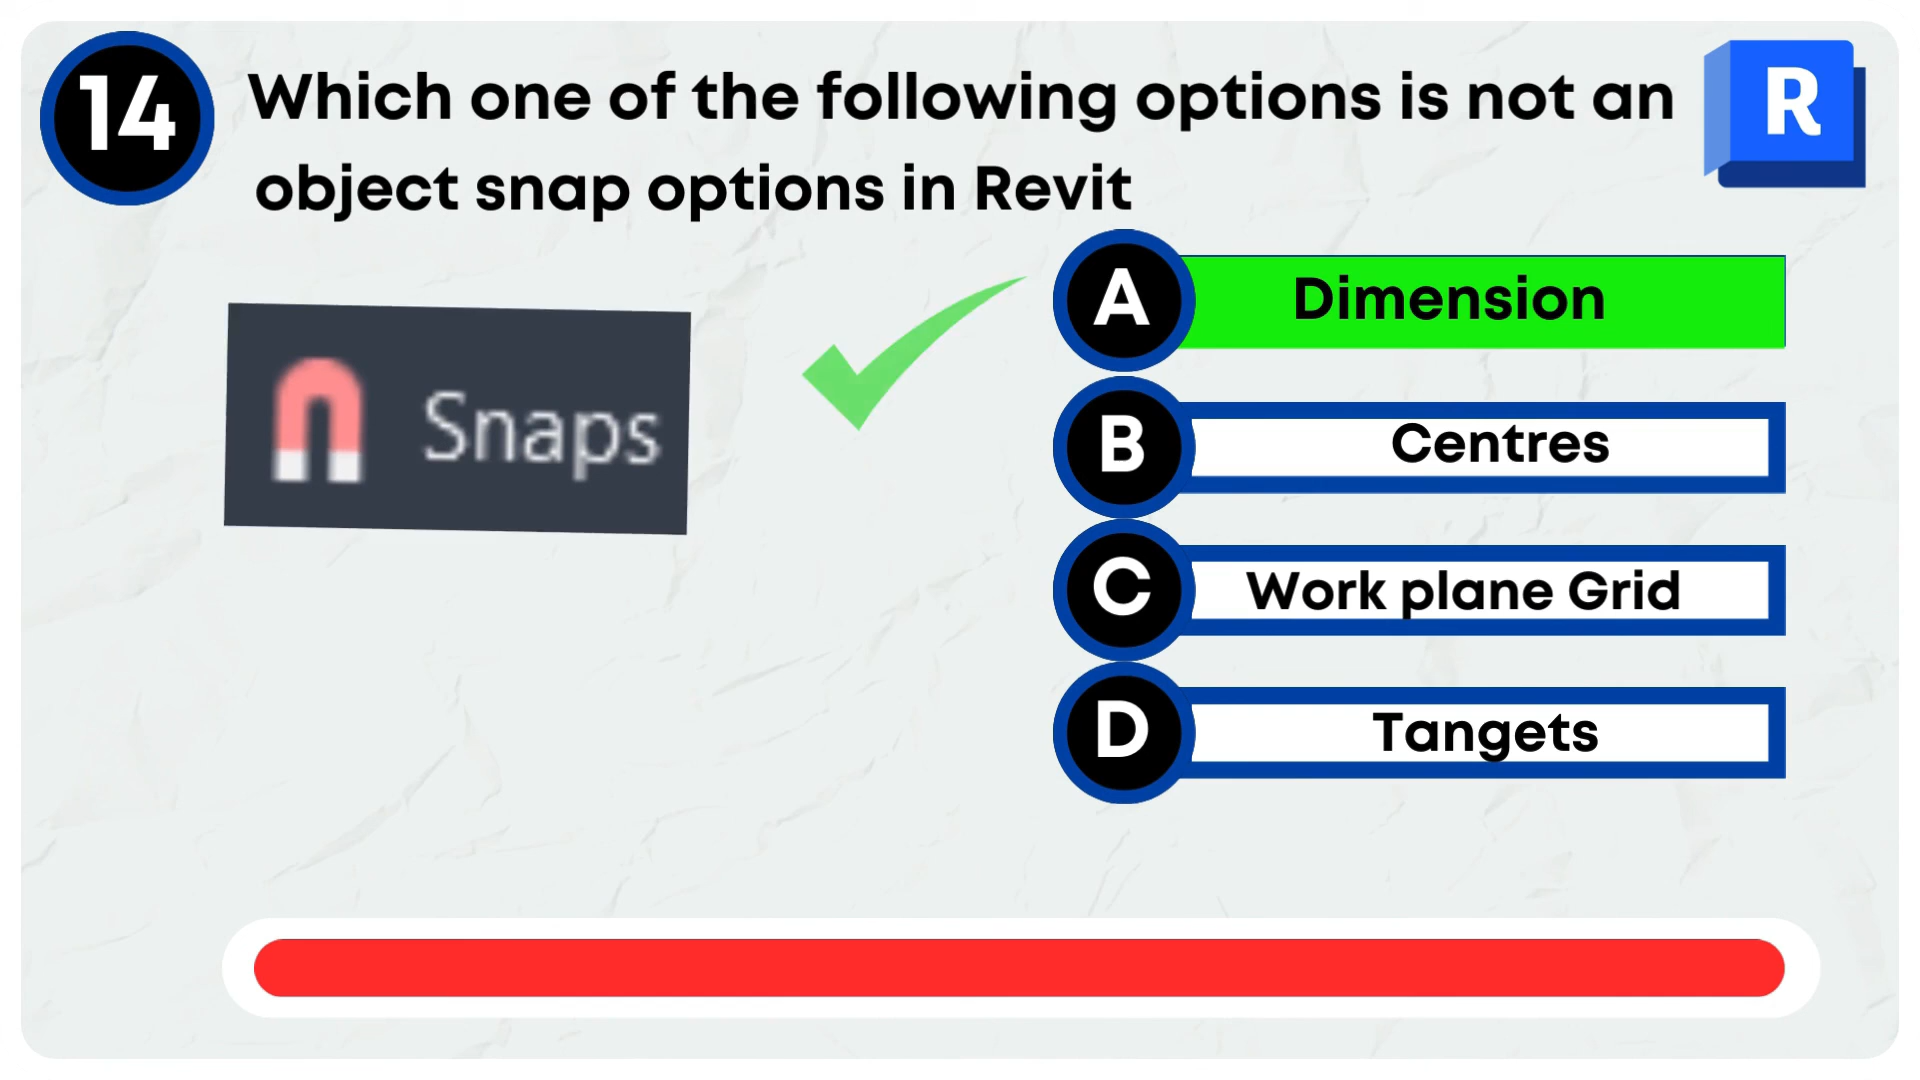 14
Which one of the following options is not an
object snap options in Revit
R
Snaps
A Dimension
B Centres
C Work plane Grid
D Tangets